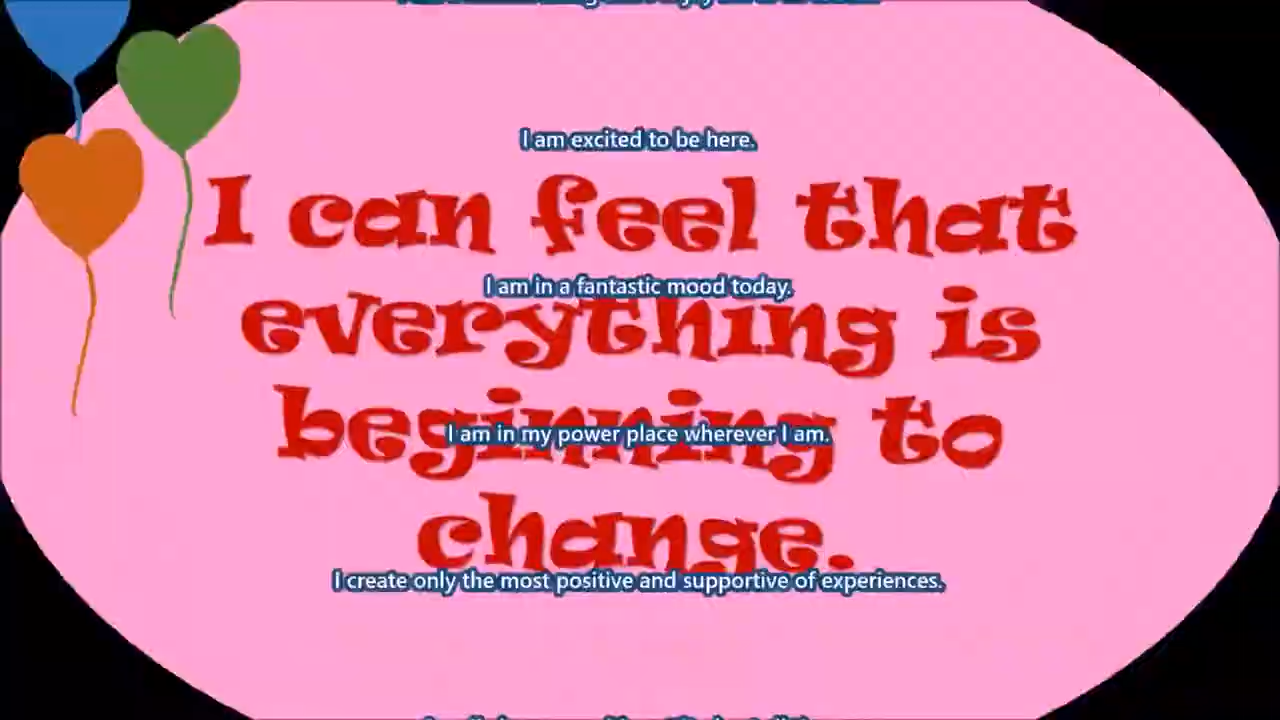 I am excited to be here.
I can feel that
I am in a fantastic mood today.
everything is
beginning to
I am in my power place wherever I am.
change.
I create only the most positive and supportive of experiences.